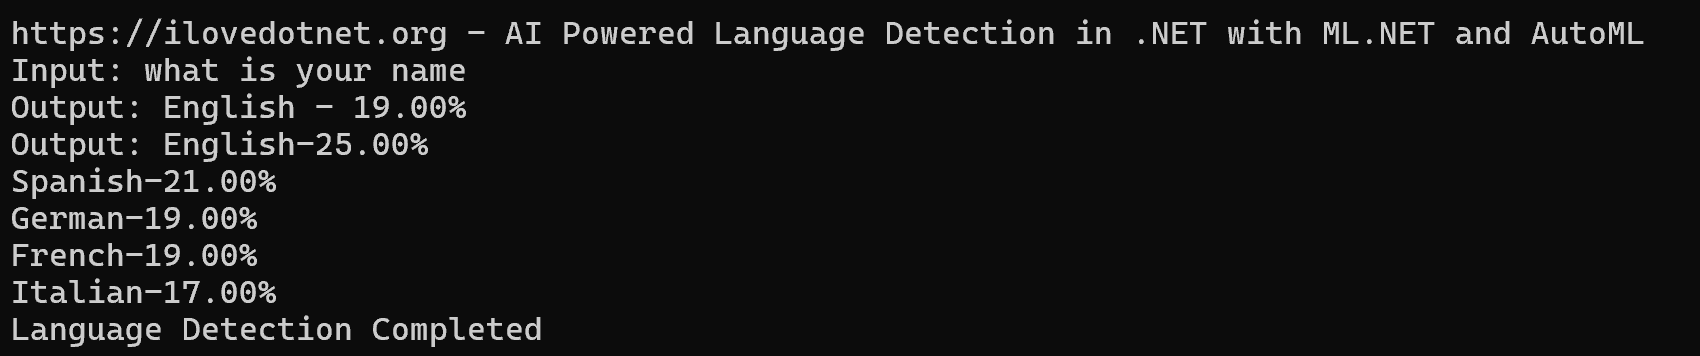 https://ilovedotnet.org - AI Powered Language Detection in .NET with ML.NET and AutoML
Input: what is your name
Output: English - 19.00%
Output: English-25.00%
Spanish-21.00%
German-19.00%
French-19.00%
Italian-17.00%
Language Detection Completed